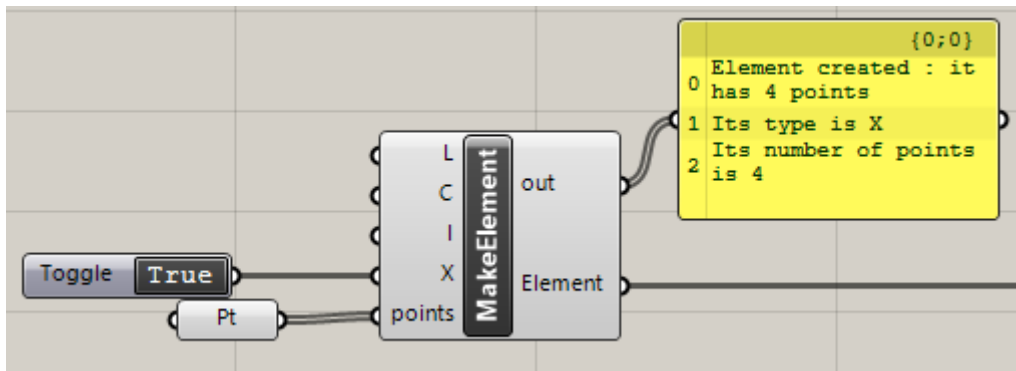 {0;0}
0 Element created : it
has 4 points
1 Its type is X
2 Its number of points
is 4
L
C
I
X
points
MakeElement
out
Element
Toggle True
Pt